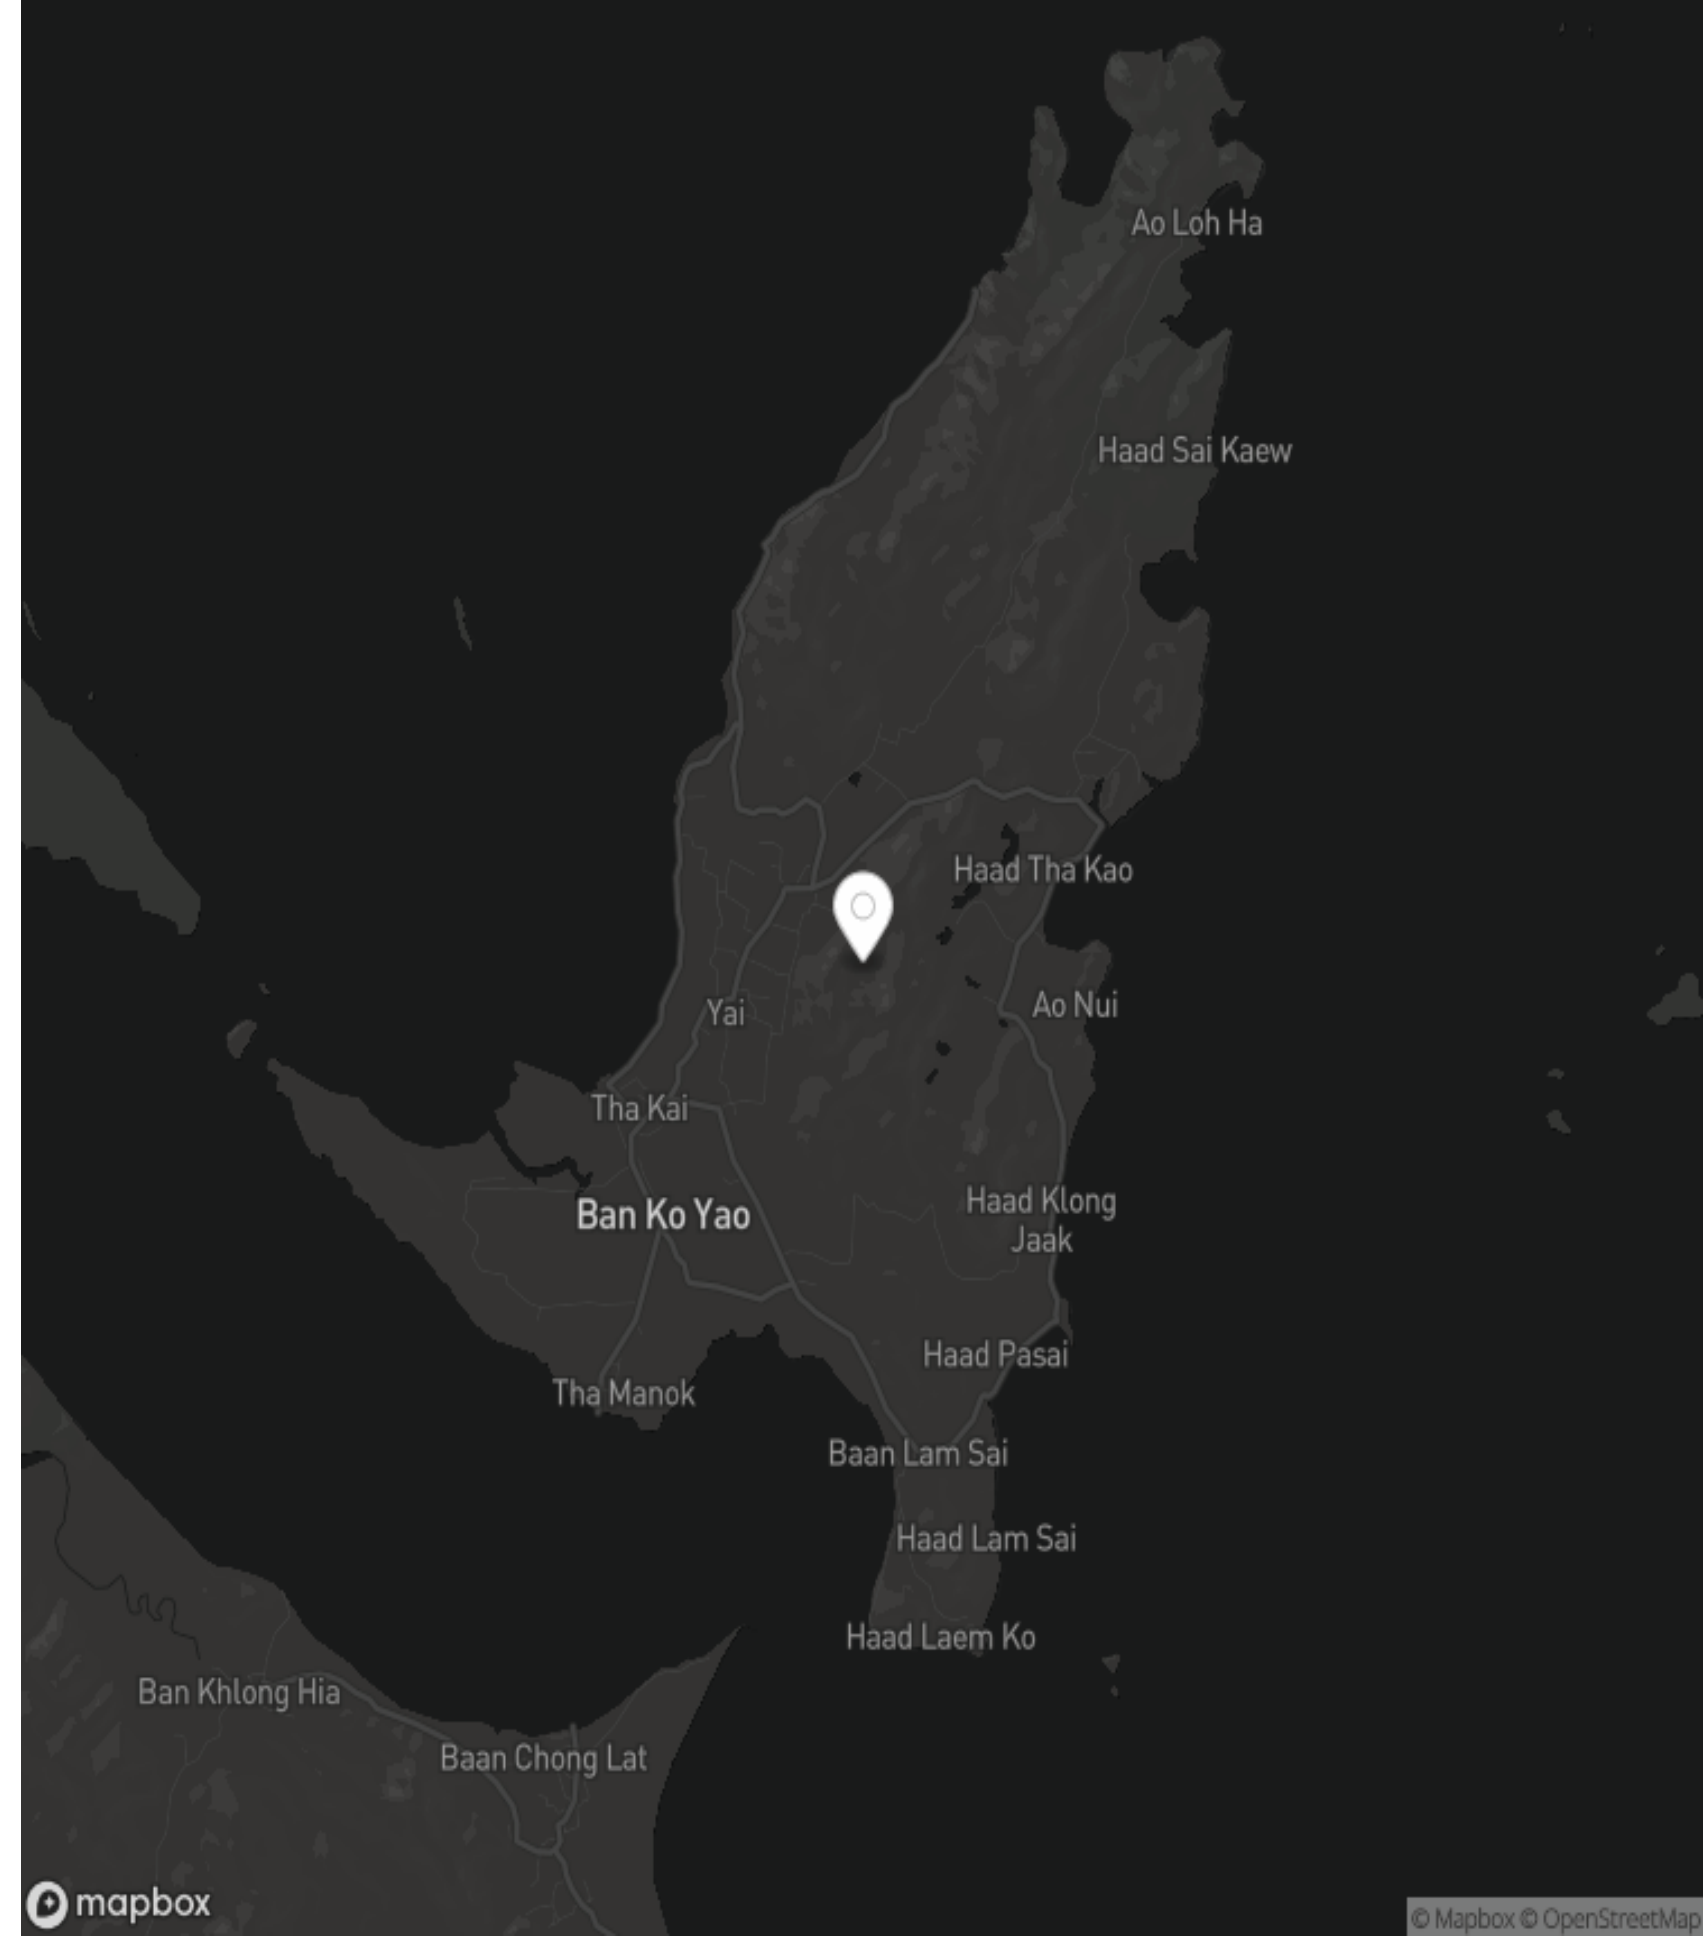 Ao Loh Ha
Haad Sai Kaew
Haad Tha Kao
Ao Nui
Yai
Tha Kai
Haad Klong
Jaak
Ban Ko Yao
Haad Pasai
Tha Manok
Baan Lam Sai
Haad Lam Sai
Haad Laem Ko
Ban Khlong Hia
Baan Chong Lat
mapbox
© Mapbox © OpenStreetMap